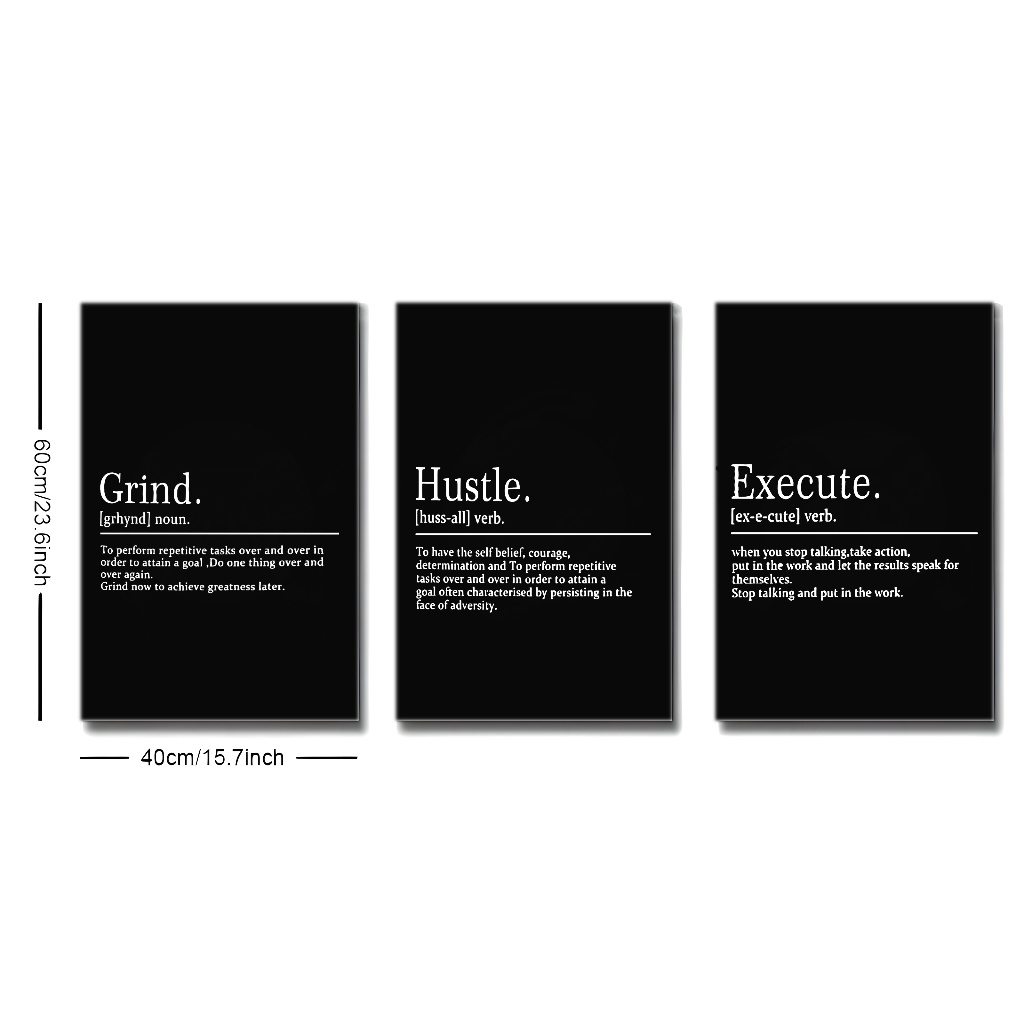 60cm/23.6inch
Grind.
[grhynd] noun.
To perform repetitive tasks over and over in
order to attain a goal ,Do one thing over and
over again.
Grind now to achieve greatness later.
40cm/15.7inch
Hustle.
[huss-all] verb.
To have the self belief, courage,
determination and To perform repetitive
tasks over and over in order to attain a
goal often characterised by persisting in the
face of adversity.
Execute.
[ex-e-cute] verb.
when you stop talking,take action,
put in the work and let the results speak for
themselves.
Stop talking and put in the work.